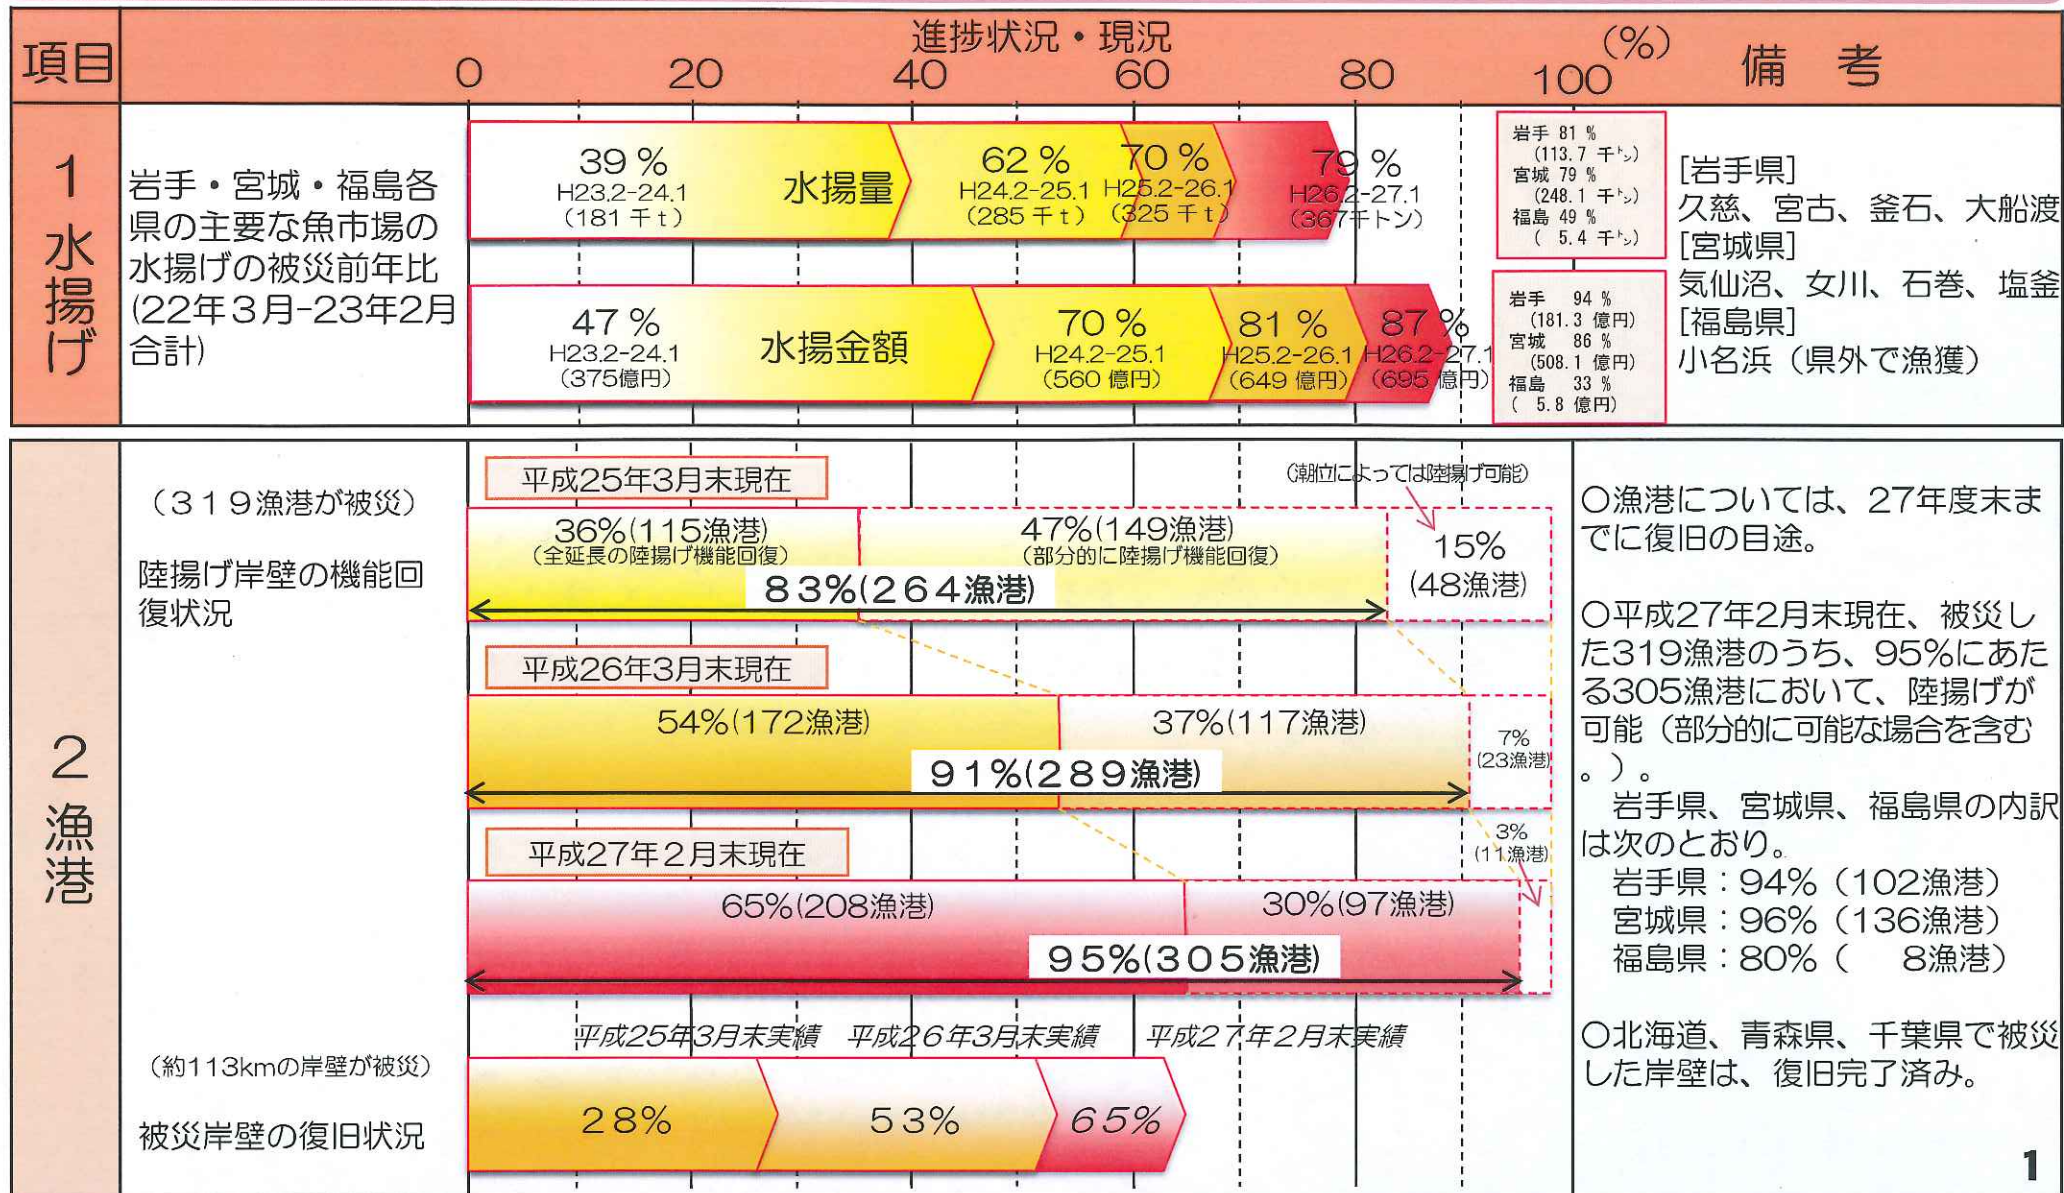 項目
進捗状況・現況
(%)
0 20 40 60 80 100
備 考
1 水揚げ
岩手・宮城・福島各
県の主要な魚市場の
水揚げの被災前年比
(22年3月-23年2月
合計)
39 %
H23.2-24.1
(181 千t)
水揚量
62 %
H24.2-25.1
(285 千t)
70 %
H25.2-26.1
(325 千t)
79 %
H26.2-27.1
(367千トン)
岩手 81 %
(113.7 千㌧)
宮城 79 %
(248.1 千㌧)
福島 49 %
( 5.4 千㌧)
47 %
H23.2-24.1
(375億円)
水揚金額
70 %
H24.2-25.1
(560 億円)
81 %
H25.2-26.1
(649 億円)
87 %
H26.2-27.1
(695 億円)
岩手 94 %
(181.3 億円)
宮城 86 %
(508.1 億円)
福島 33 %
( 5.8 億円)
[岩手県]
久慈、宮古、釜石、大船渡
[宮城県]
気仙沼、女川、石巻、塩釜
[福島県]
小名浜(県外で漁獲)
2 漁港
(319漁港が被災)
陸揚げ岸壁の機能回
復状況
平成25年3月末現在
(潮位によっては陸揚げ可能)
36%(115漁港)
(全延長の陸揚げ機能回復)
47%(149漁港)
(部分的に陸揚げ機能回復)
15%
(48漁港)
83%(264漁港)
平成26年3月末現在
54%(172漁港)
37%(117漁港)
7%
(23漁港)
91%(289漁港)
平成27年2月末現在
3%
(11漁港)
65%(208漁港)
30%(97漁港)
95%(305漁港)
平成25年3月末実績 平成26年3月末実績 平成27年2月末実績
(約113kmの岸壁が被災)
被災岸壁の復旧状況
28%
53%
65%
○漁港については、27年度末ま
でに復旧の目途。
○平成27年2月末現在、被災し
た319漁港のうち、95%にあた
る305漁港において、陸揚げが
可能(部分的に可能な場合を含む
。)。
岩手県、宮城県、福島県の内訳
は次のとおり。
岩手県:94%(102漁港)
宮城県:96%(136漁港)
福島県:80%( 8漁港)
○北海道、青森県、千葉県で被災
した岸壁は、復旧完了済み。
1